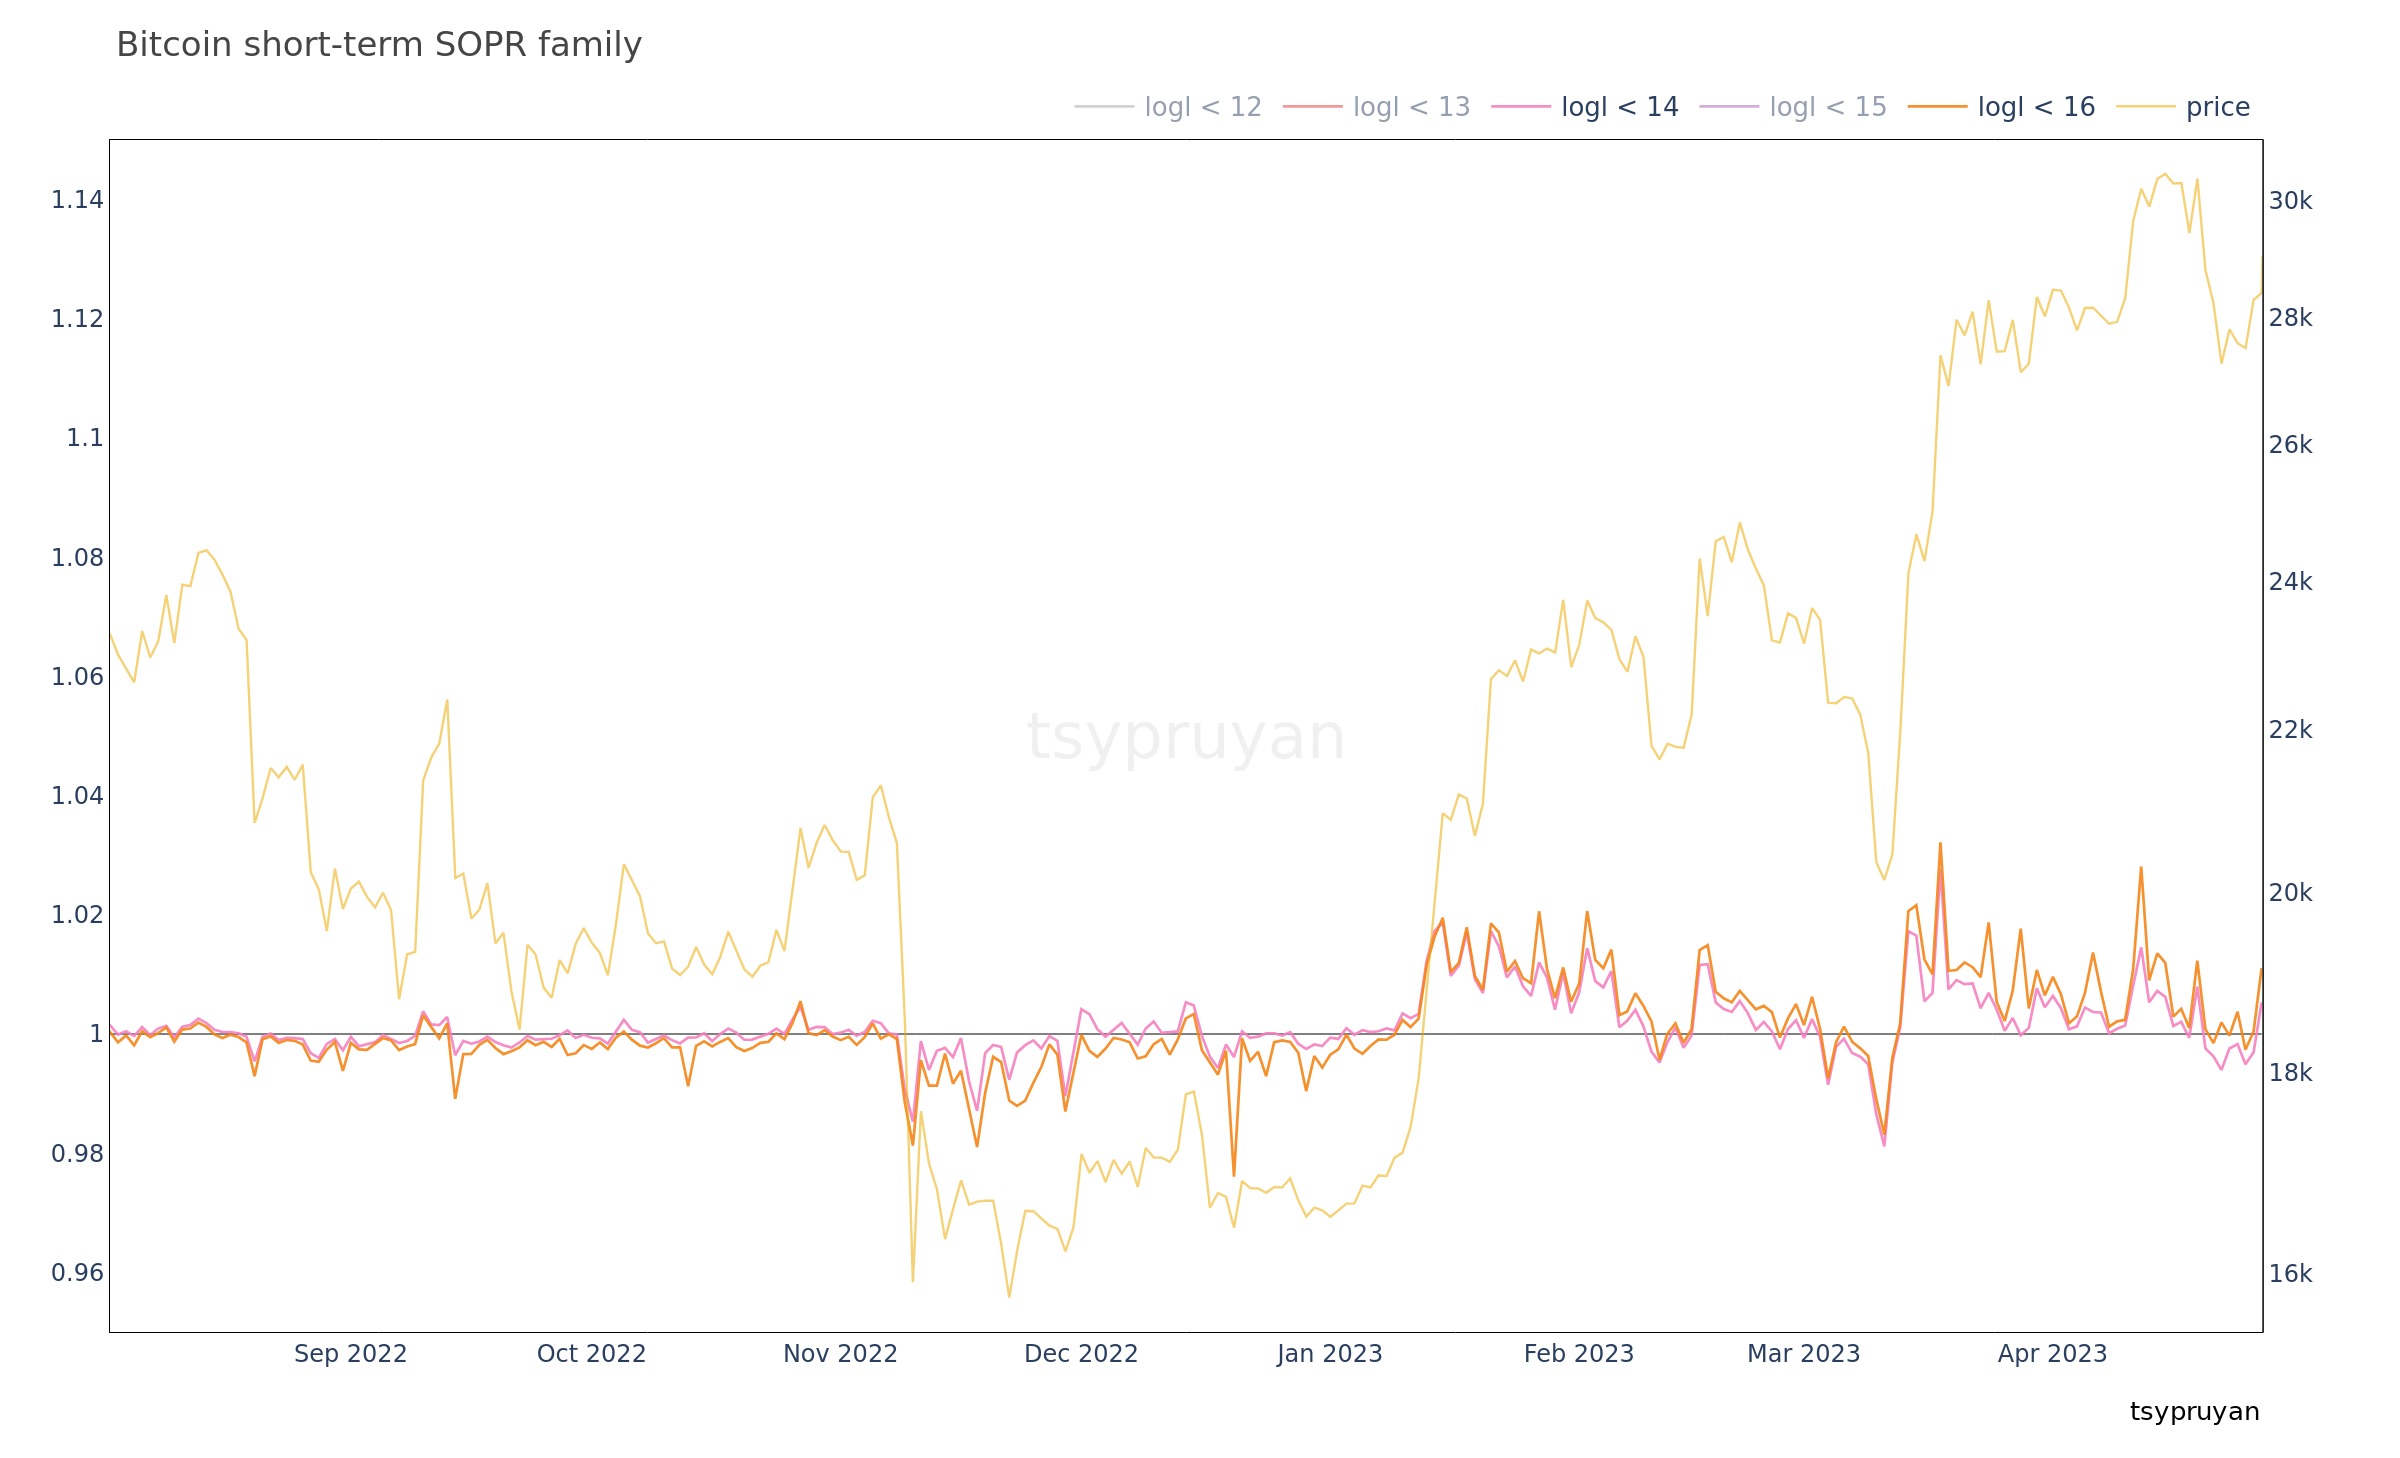 Bitcoin short-term SOPR family
logl < 12 logl < 13 logl < 14 logl < 15 logl < 16 price
1.14 30k
1.12 28k
1.1 26k
1.08 24k
1.06 22k
tsypruyan
1.04
1.02 20k
1 18k
0.98
0.96 16k
Sep 2022 Oct 2022 Nov 2022 Dec 2022 Jan 2023 Feb 2023 Mar 2023 Apr 2023
tsypruyan